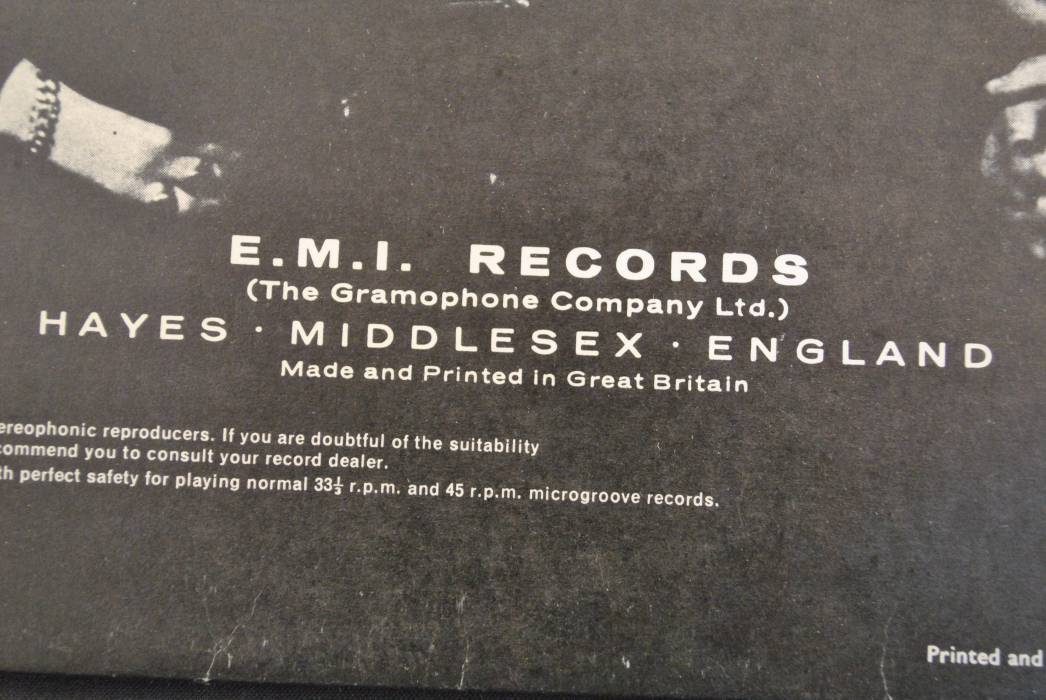 E.M.I. RECORDS
(The Gramophone Company Ltd.)
HAYES · MIDDLESEX · ENGLAND
Made and Printed in Great Britain
ereophonic reproducers. If you are doubtful of the suitability
commend you to consult your record dealer.
th perfect safety for playing normal 33⅓ r.p.m. and 45 r.p.m. microgroove records.
Printed and